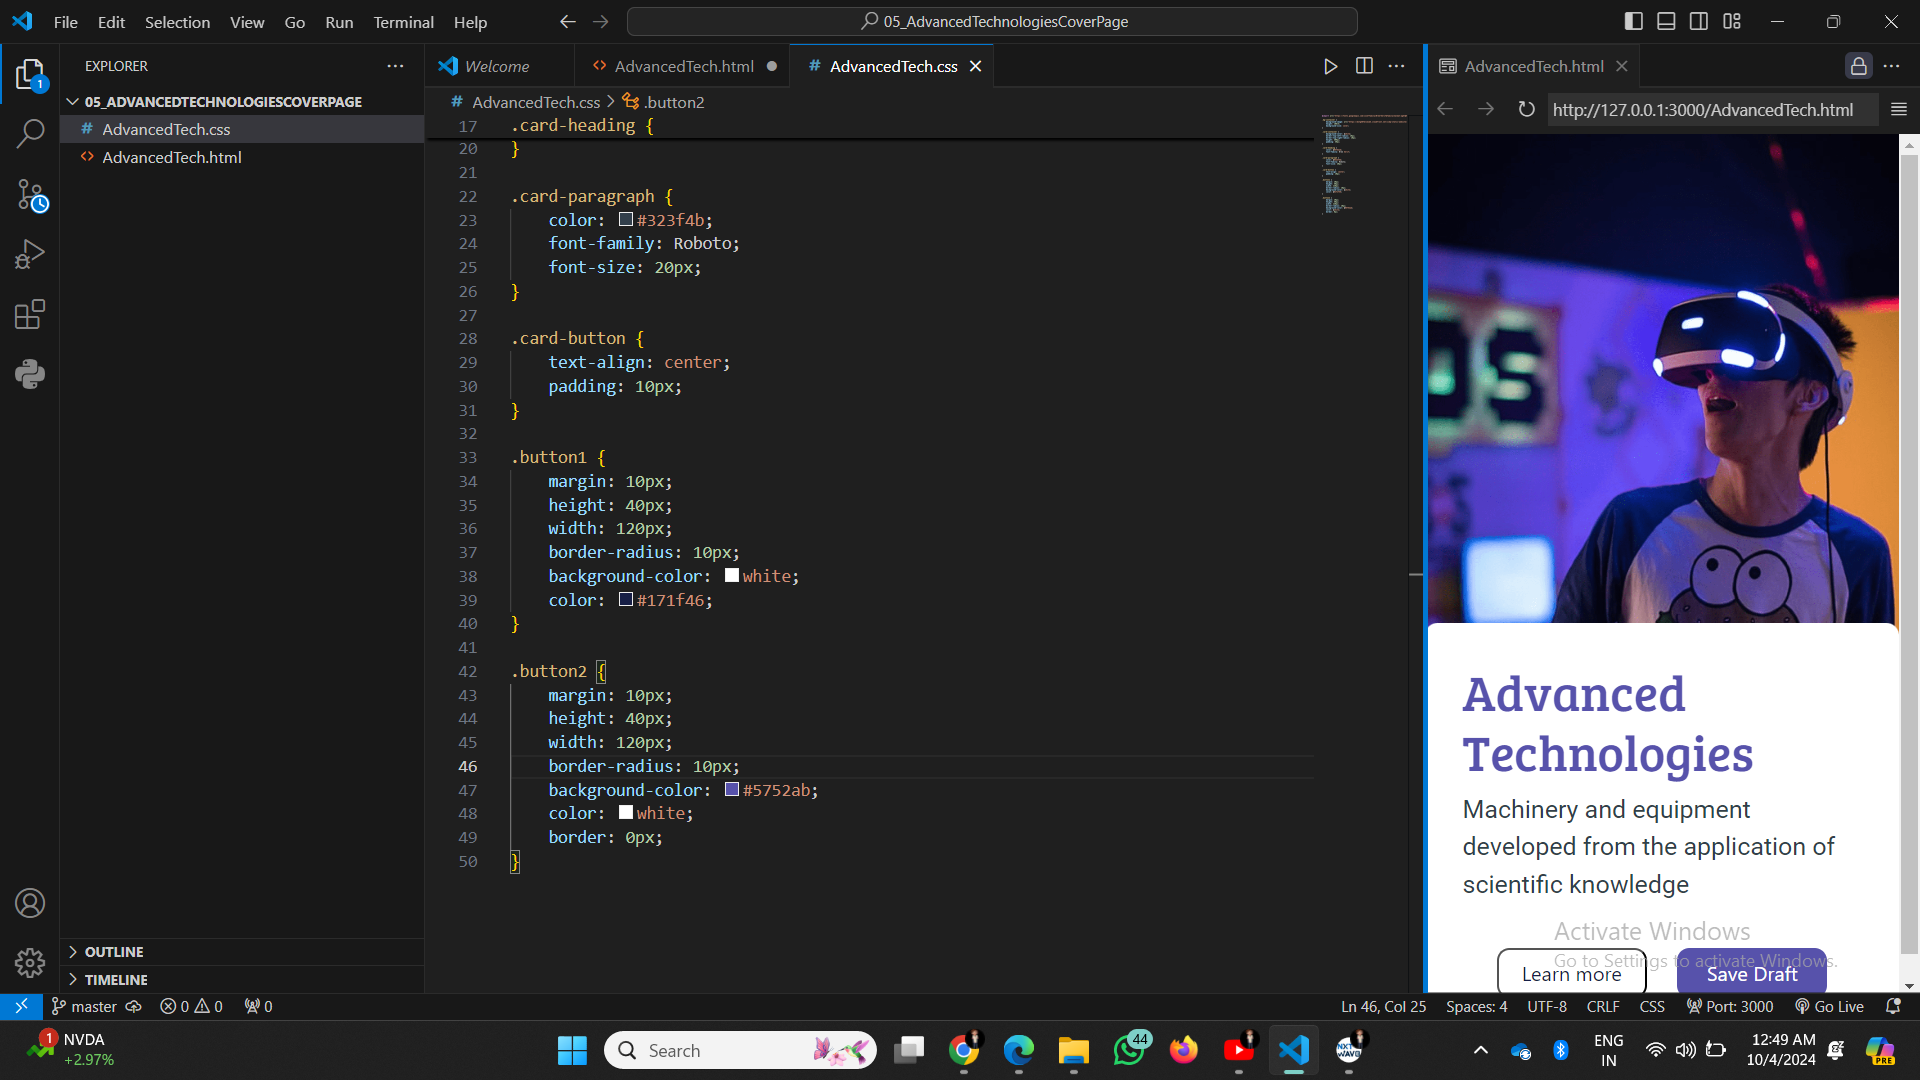 File Edit Selection View Go Run Terminal Help
05_AdvancedTechnologiesCoverPage
EXPLORER
05_ADVANCEDTECHNOLOGIESCOVERPAGE
# AdvancedTech.css
<> AdvancedTech.html
1
OUTLINE
TIMELINE
Welcome
<> AdvancedTech.html
# AdvancedTech.css
# AdvancedTech.css > .button2
17 .card-heading {
20 }
21
22 .card-paragraph {
23 color: #323f4b;
24 font-family: Roboto;
25 font-size: 20px;
26 }
27
28 .card-button {
29 text-align: center;
30 padding: 10px;
31 }
32
33 .button1 {
34 margin: 10px;
35 height: 40px;
36 width: 120px;
37 border-radius: 10px;
38 background-color: white;
39 color: #171f46;
40 }
41
42 .button2 {
43 margin: 10px;
44 height: 40px;
45 width: 120px;
46 border-radius: 10px;
47 background-color: #5752ab;
48 color: white;
49 border: 0px;
50 }
AdvancedTech.html
http://127.0.0.1:3000/AdvancedTech.html
Advanced
Technologies
Machinery and equipment
developed from the application of
scientific knowledge
Activate Windows
Go to Settings to activate Windows.
Learn more
Save Draft
master
0 0
0
Ln 46, Col 25
Spaces: 4
UTF-8
CRLF
CSS
Port: 3000
Go Live
1
NVDA
+2.97%
Search
44
NXT
WAVE
ENG
IN
12:49 AM
10/4/2024
PRE